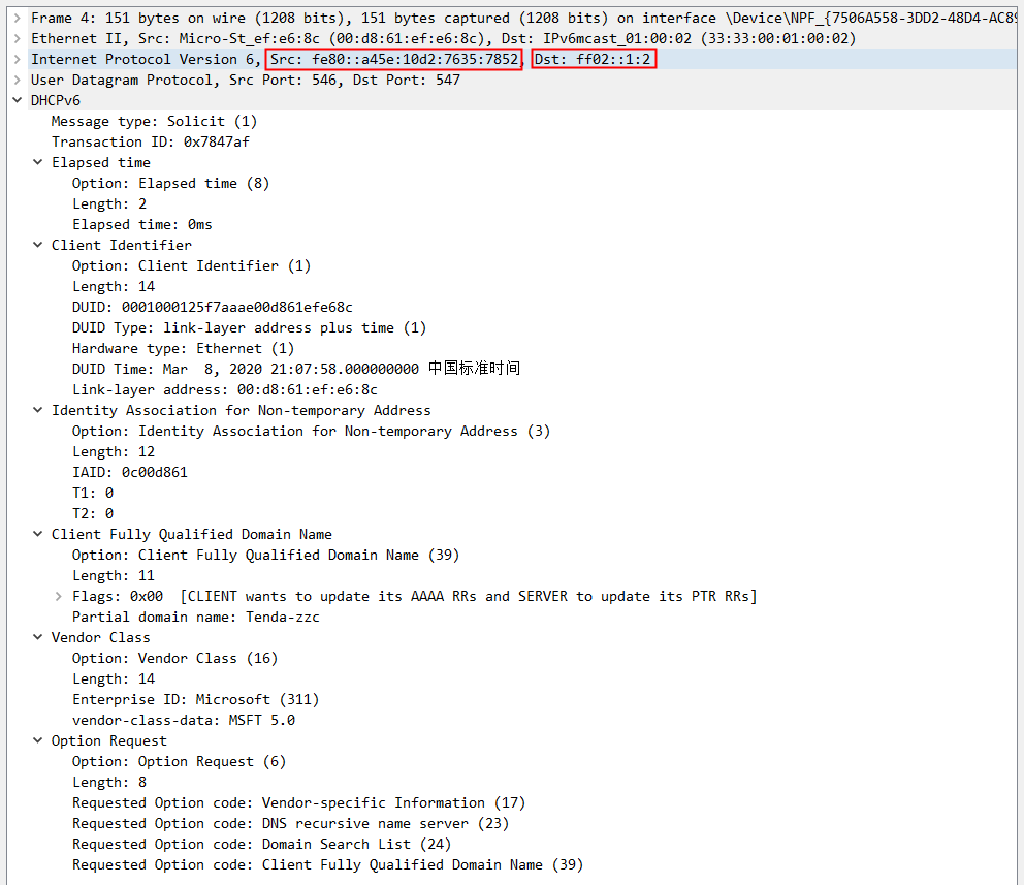 Frame 4: 151 bytes on wire (1208 bits), 151 bytes captured (1208 bits) on interface \Device\NPF_{7506A558-3DD2-48D4-AC89
Ethernet II, Src: Micro-St_ef:e6:8c (00:d8:61:ef:e6:8c), Dst: IPv6mcast_01:00:02 (33:33:00:01:00:02)
Internet Protocol Version 6, Src: fe80::a45e:10d2:7635:7852, Dst: ff02::1:2
User Datagram Protocol, Src Port: 546, Dst Port: 547
DHCPv6
Message type: Solicit (1)
Transaction ID: 0x7847af
Elapsed time
Option: Elapsed time (8)
Length: 2
Elapsed time: 0ms
Client Identifier
Option: Client Identifier (1)
Length: 14
DUID: 0001000125f7aaae00d861efe68c
DUID Type: link-layer address plus time (1)
Hardware type: Ethernet (1)
DUID Time: Mar  8, 2020 21:07:58.000000000 中国标准时间
Link-layer address: 00:d8:61:ef:e6:8c
Identity Association for Non-temporary Address
Option: Identity Association for Non-temporary Address (3)
Length: 12
IAID: 0c00d861
T1: 0
T2: 0
Client Fully Qualified Domain Name
Option: Client Fully Qualified Domain Name (39)
Length: 11
Flags: 0x00  [CLIENT wants to update its AAAA RRs and SERVER to update its PTR RRs]
Partial domain name: Tenda-zzc
Vendor Class
Option: Vendor Class (16)
Length: 14
Enterprise ID: Microsoft (311)
vendor-class-data: MSFT 5.0
Option Request
Option: Option Request (6)
Length: 8
Requested Option code: Vendor-specific Information (17)
Requested Option code: DNS recursive name server (23)
Requested Option code: Domain Search List (24)
Requested Option code: Client Fully Qualified Domain Name (39)